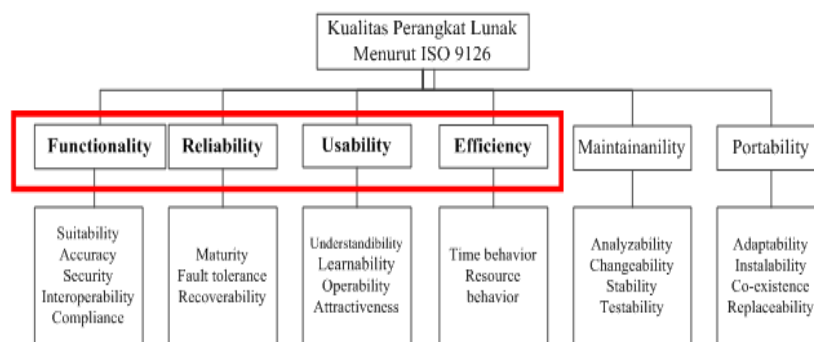 Kualitas Perangkat Lunak
Menurut ISO 9126
Functionality
Reliability
Usability
Efficiency
Maintainanility
Portability
Suitability
Accuracy
Security
Interoperability
Compliance
Maturity
Fault tolerance
Recoverability
Understandibility
Learnability
Operability
Attractiveness
Time behavior
Resource
behavior
Analyzability
Changeability
Stability
Testability
Adaptability
Instalability
Co-existence
Replaceability